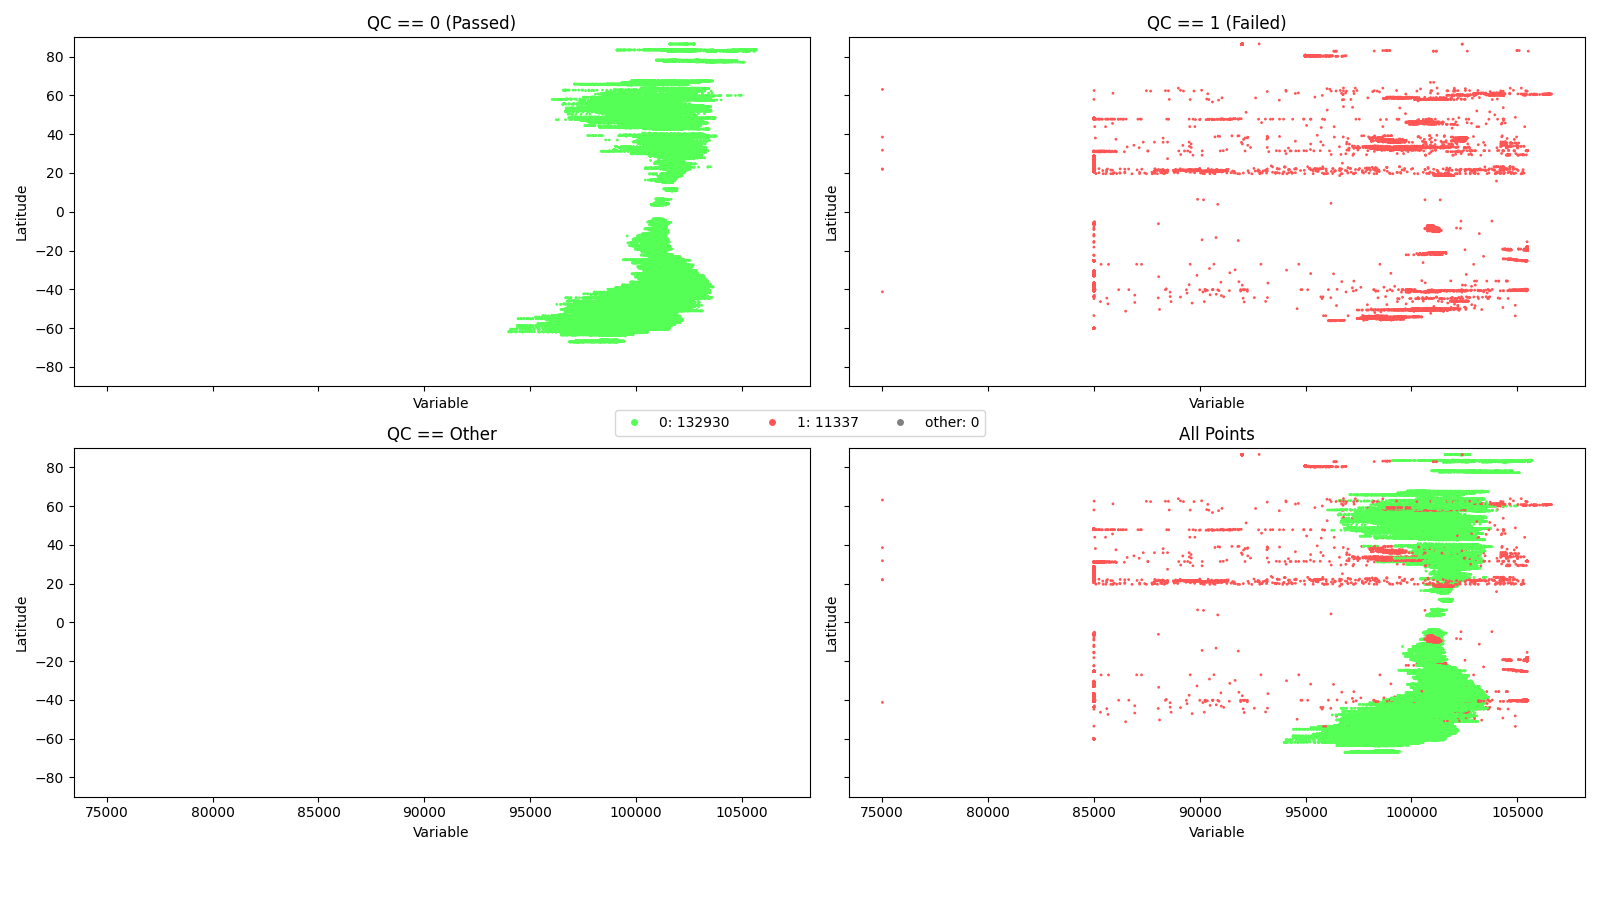 QC == 0 (Passed)
QC == 1 (Failed)
80
60
40
20
0
−20
−40
−60
−80
Latitude
Latitude
Variable
Variable
0: 132930
1: 11337
other: 0
QC == Other
All Points
80
60
40
20
0
−20
−40
−60
−80
Latitude
Latitude
75000 80000 85000 90000 95000 100000 105000
75000 80000 85000 90000 95000 100000 105000
Variable
Variable